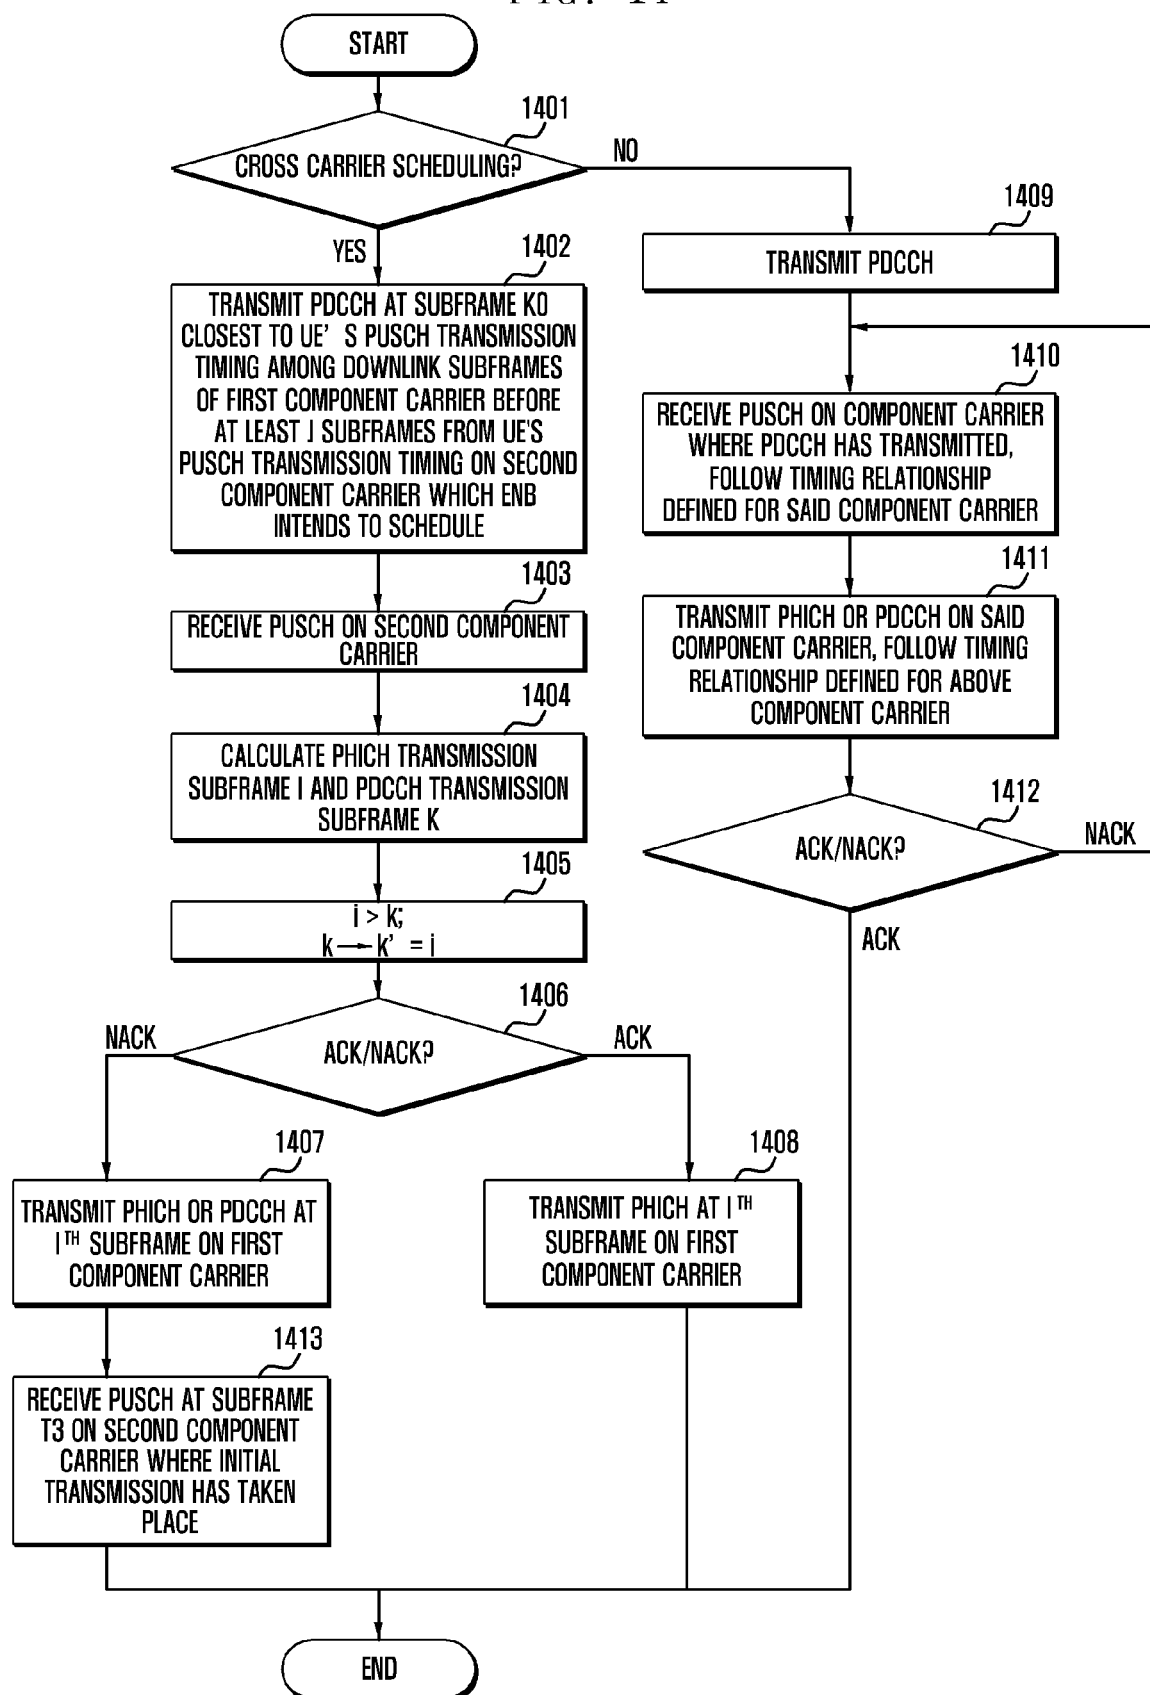 START
1401
CROSS CARRIER SCHEDULING?
NO
YES
1402
TRANSMIT PDCCH AT SUBFRAME K0
CLOSEST TO UE' S PUSCH TRANSMISSION
TIMING AMONG DOWNLINK SUBFRAMES
OF FIRST COMPONENT CARRIER BEFORE
AT LEAST J SUBFRAMES FROM UE'S
PUSCH TRANSMISSION TIMING ON SECOND
COMPONENT CARRIER WHICH ENB
INTENDS TO SCHEDULE
1403
RECEIVE PUSCH ON SECOND COMPONENT
CARRIER
1404
CALCULATE PHICH TRANSMISSION
SUBFRAME I AND PDCCH TRANSMISSION
SUBFRAME K
1405
i > k;
k → k' = i
1406
ACK/NACK?
NACK
ACK
1407
TRANSMIT PHICH OR PDCCH AT
I TH SUBFRAME ON FIRST
COMPONENT CARRIER
1408
TRANSMIT PHICH AT I TH
SUBFRAME ON FIRST
COMPONENT CARRIER
1413
RECEIVE PUSCH AT SUBFRAME
T3 ON SECOND COMPONENT
CARRIER WHERE INITIAL
TRANSMISSION HAS TAKEN
PLACE
1409
TRANSMIT PDCCH
1410
RECEIVE PUSCH ON COMPONENT CARRIER
WHERE PDCCH HAS TRANSMITTED,
FOLLOW TIMING RELATIONSHIP
DEFINED FOR SAID COMPONENT CARRIER
1411
TRANSMIT PHICH OR PDCCH ON SAID
COMPONENT CARRIER, FOLLOW TIMING
RELATIONSHIP DEFINED FOR ABOVE
COMPONENT CARRIER
1412
ACK/NACK?
NACK
ACK
END